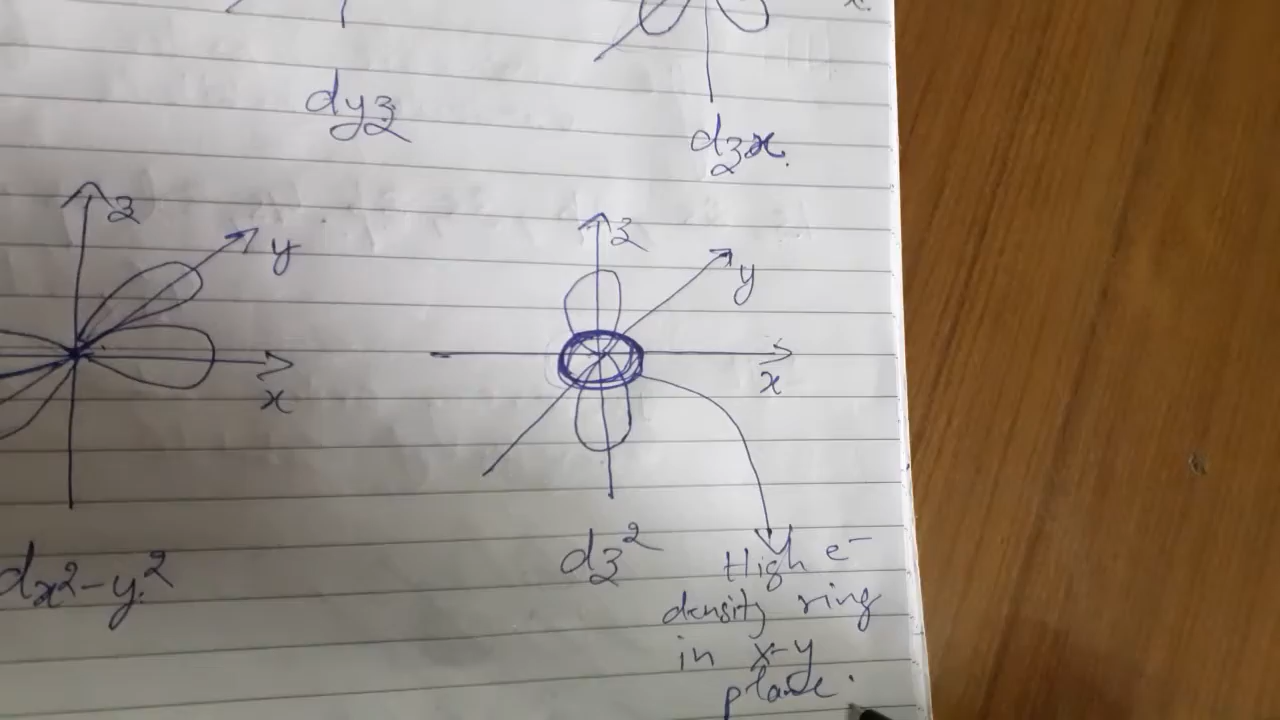 x.
dyz
dzx.
z
y
x
dx²-y²
z
y
x
dz²
High e⁻
density ring
in x-y
plane.